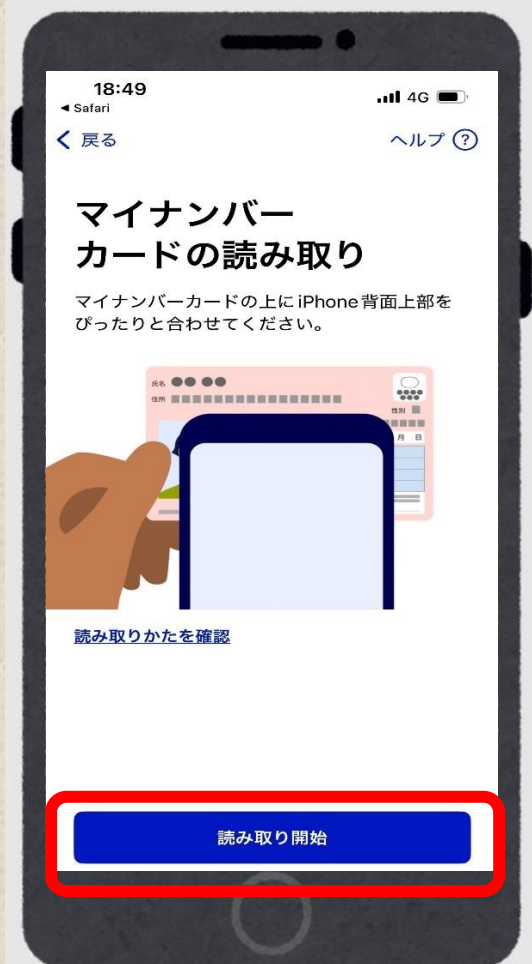 18:49
◀ Safari
4G
戻る
ヘルプ ?
マイナンバー
カードの読み取り
マイナンバーカードの上にiPhone背面上部を
ぴったりと合わせてください。
氏名
住所
性別
月 日
読み取りかたを確認
読み取り開始